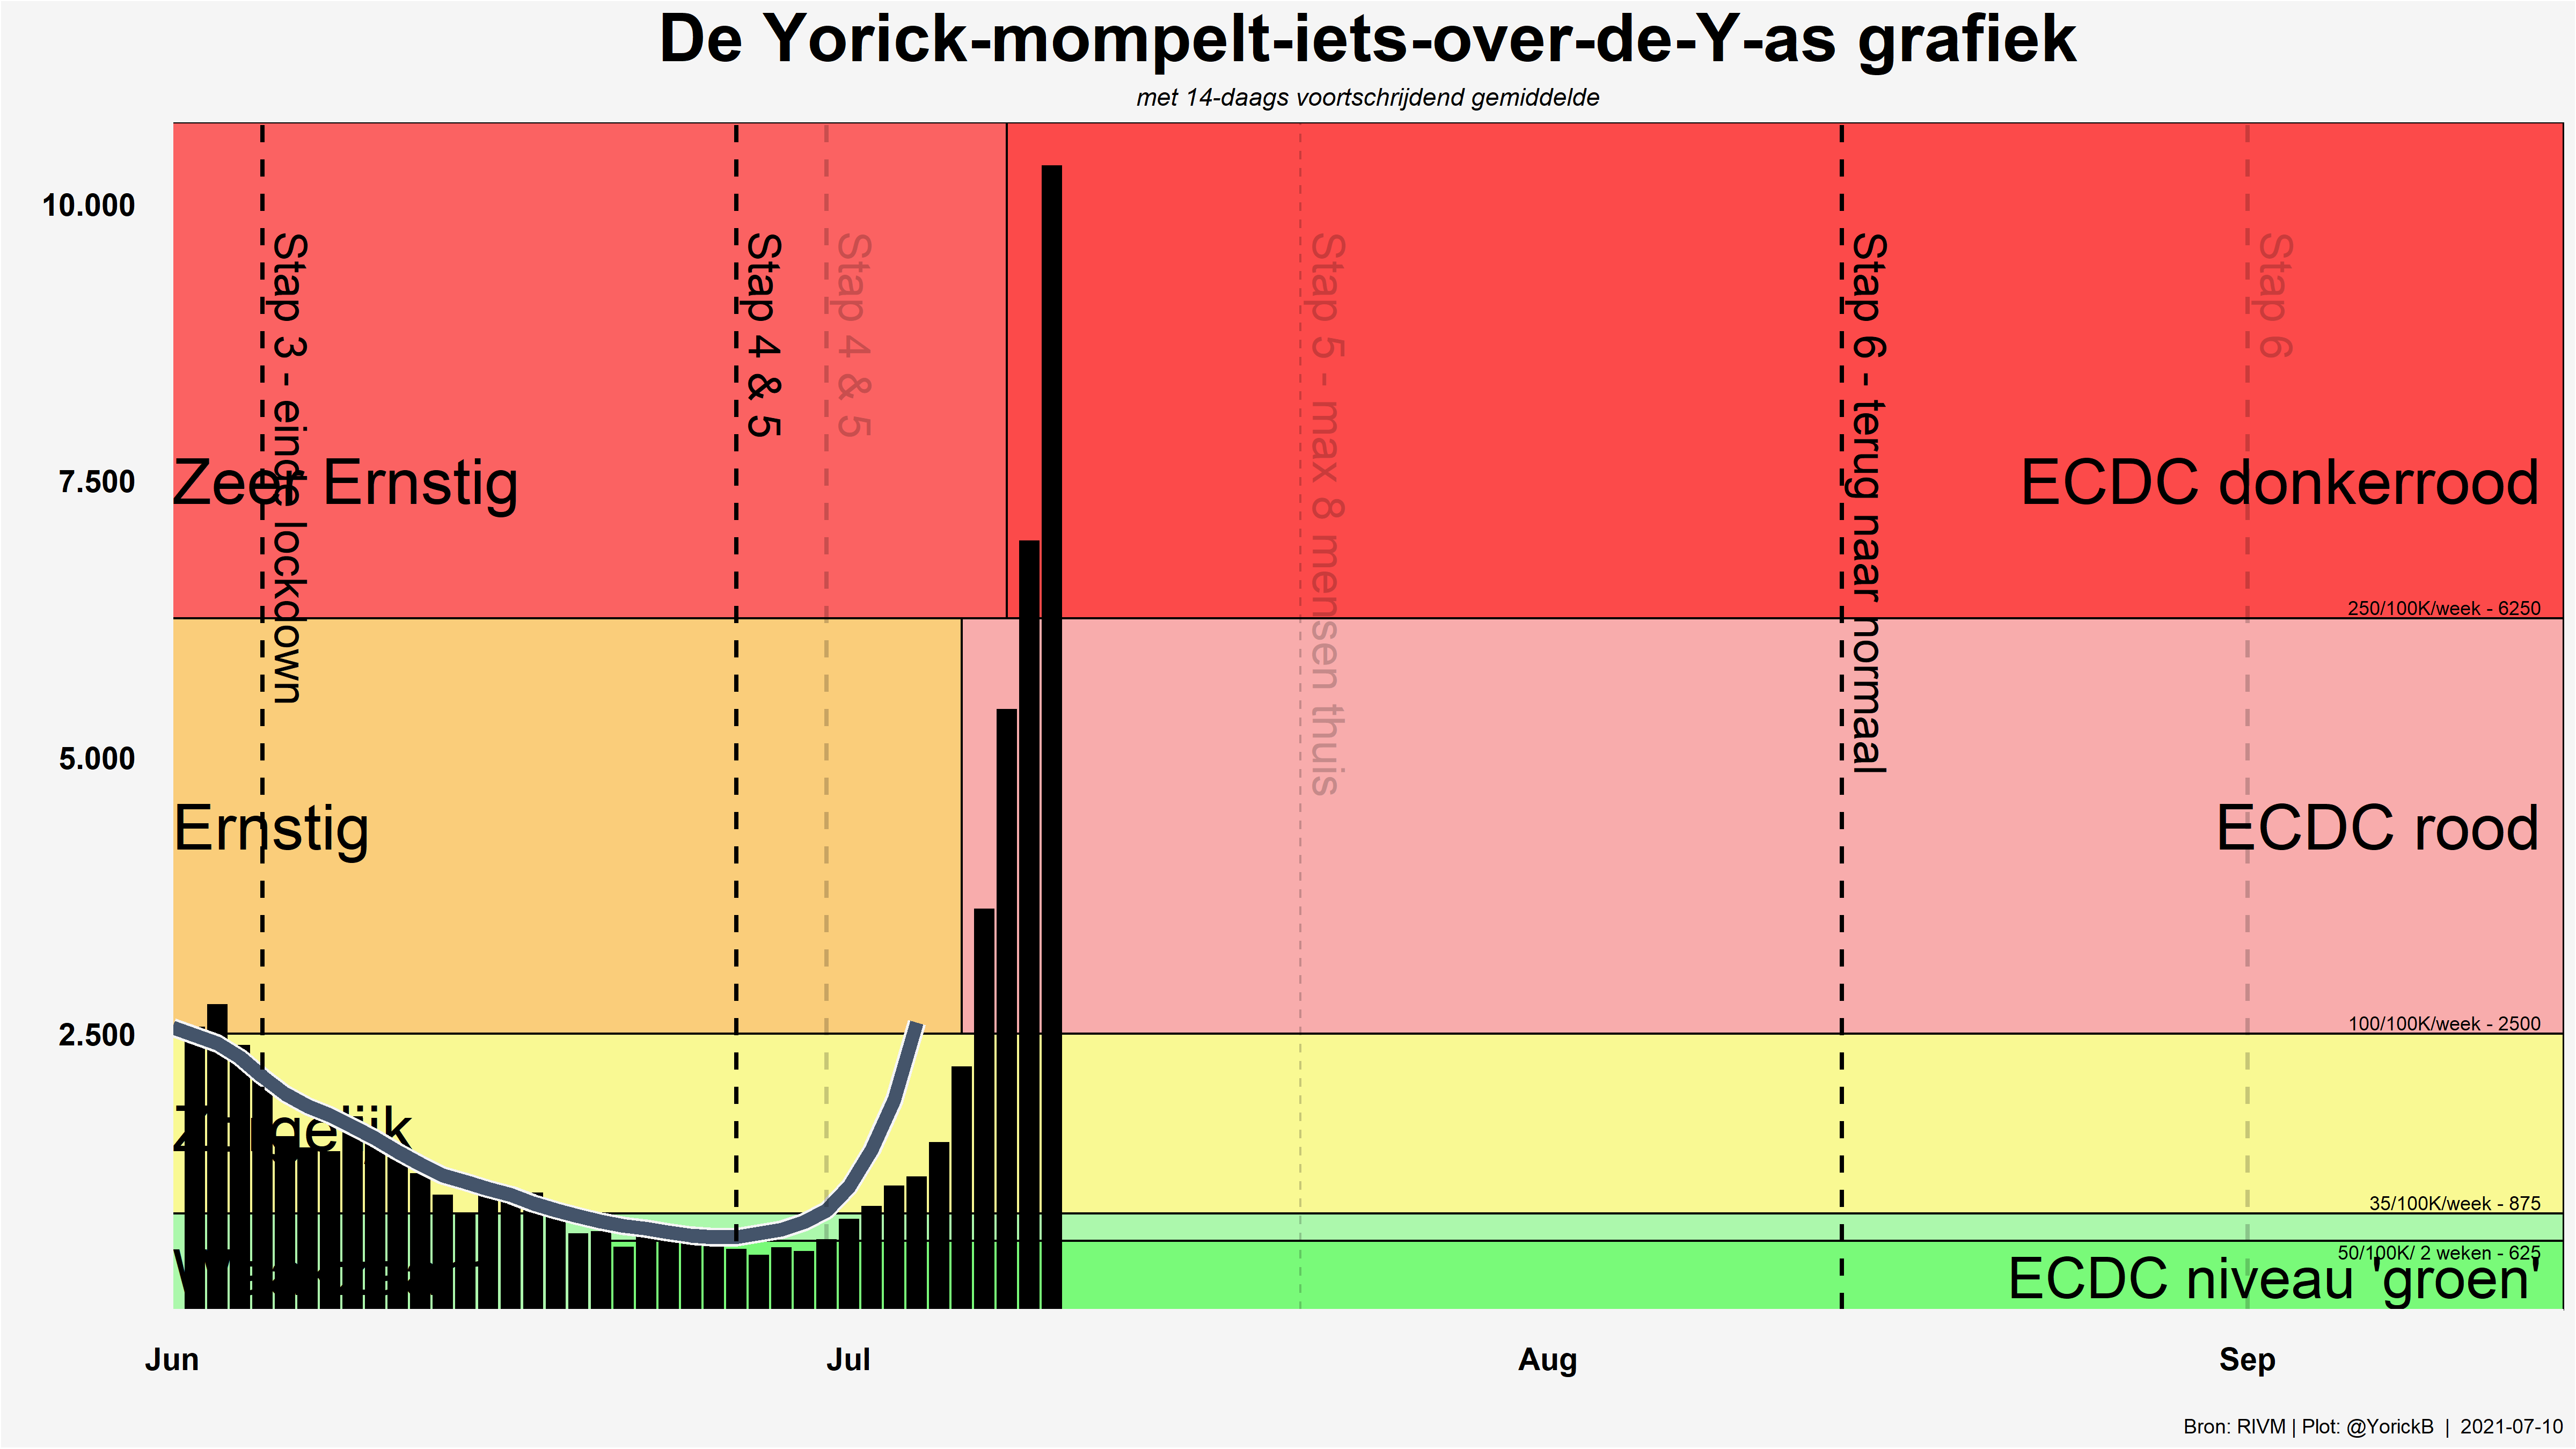 De Yorick-mompelt-iets-over-de-Y-as grafiek
met 14-daags voortschrijdend gemiddelde
10.000
7.500
5.000
2.500
Stap 3 - einde lockdown
Stap 4 & 5
Stap 4 & 5
Stap 5 - max 8 mensen thuis
Stap 6 - terug naar normaal
Stap 6
Zeer Ernstig
ECDC donkerrood
250/100K/week - 6250
Ernstig
ECDC rood
100/100K/week - 2500
Zorgelijk
35/100K/week - 875
50/100K/ 2 weken - 625
ECDC niveau 'groen'
Jun
Jul
Aug
Sep
Bron: RIVM | Plot: @YorickB | 2021-07-10